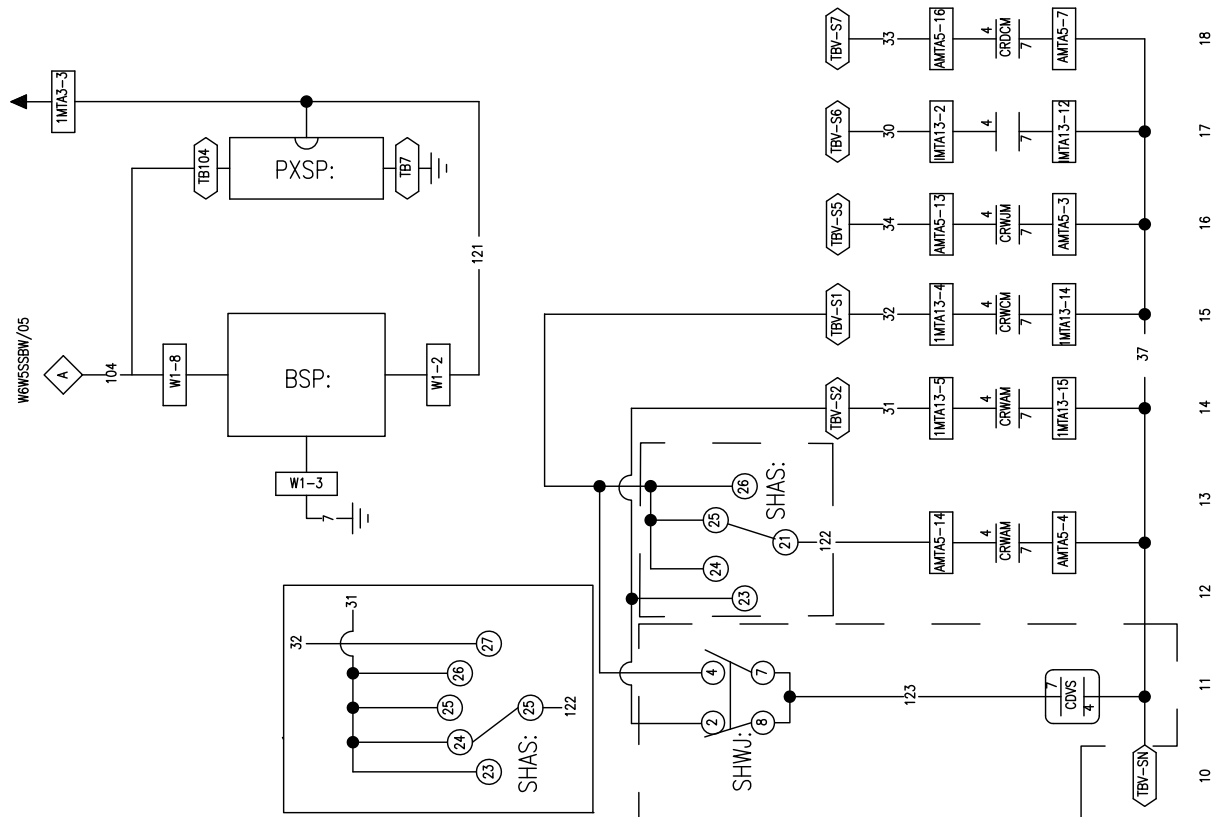 W6W5SSBW/05
A
104
W1-8
BSP:
W1-3
7
W1-2
121
1MTA3-3
TB104
PXSP:
TB7
TBV-S7
33
AMTA5-16
4
CRDCM
7
AMTA5-7
18
TBV-S6
30
1MTA13-2
4
7
1MTA13-12
17
TBV-S5
34
AMTA5-13
4
CRWJM
7
AMTA5-3
16
TBV-S1
32
1MTA13-4
4
CRWCM
7
1MTA13-14
15
37
TBV-S2
31
1MTA13-5
4
CRWAM
7
1MTA13-15
14
26
SHAS:
25
21
122
24
23
AMTA5-14
4
CRWAM
7
AMTA5-4
13
12
32
31
27
26
25
24
23
25
122
SHAS:
4
7
2
8
SHWJ:
123
7
CDVS
4
11
TBV-SN
10